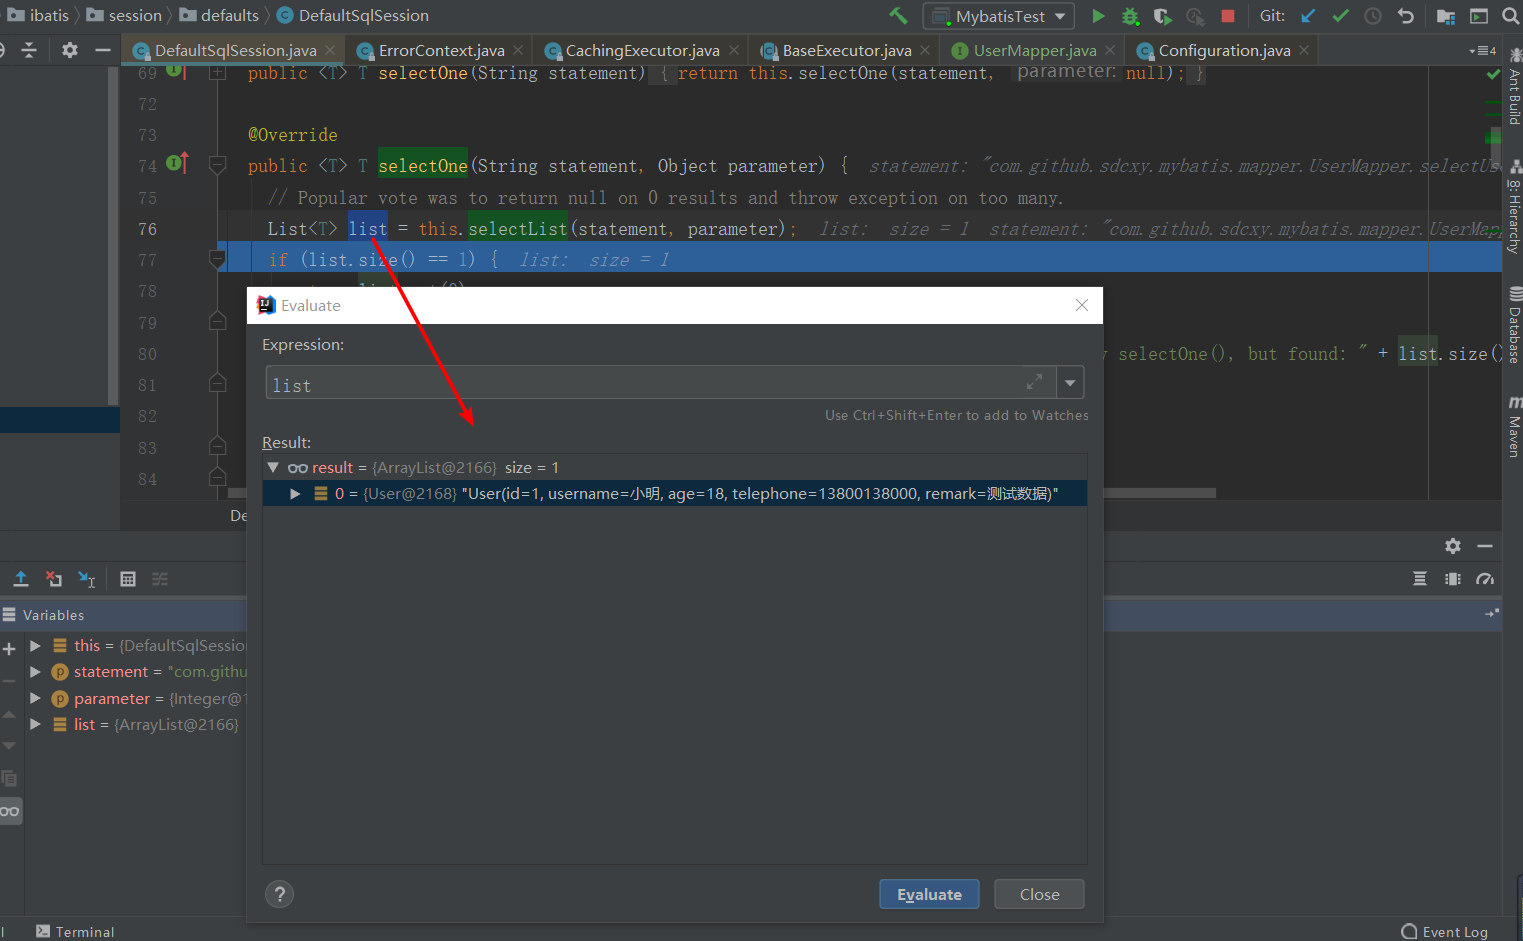 ibatis session defaults DefaultSqlSession MybatisTest Git:
DefaultSqlSession.java ErrorContext.java CachingExecutor.java BaseExecutor.java UserMapper.java Configuration.java 4
69 public <T> T selectOne(String statement) { return this.selectOne(statement, parameter: null); }
72
73 @Override
74 public <T> T selectOne(String statement, Object parameter) { statement: "com.github.sdcxy.mybatis.mapper.UserMapper.selectUs
75 // Popular vote was to return null on 0 results and throw exception on too many.
76 List<T> list = this.selectList(statement, parameter); list: size = 1 statement: "com.github.sdcxy.mybatis.mapper.UserMapp
77 if (list.size() == 1) { list: size = 1
78
79
80 selectOne(), but found: " + list.size()
81
82
83
84
Evaluate
Expression:
list
Use Ctrl+Shift+Enter to add to Watches
Result:
result = {ArrayList@2166} size = 1
0 = {User@2168} "User(id=1, username=小明, age=18, telephone=13800138000, remark=测试数据)"
? Evaluate Close
De
Variables
this = {DefaultSqlSessio
statement = "com.githu
parameter = {Integer@1
list = {ArrayList@2166}
Terminal Event Log
Ant Build
8: Hierarchy
Database
m Maven